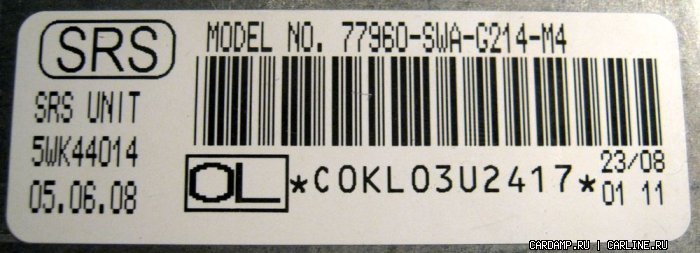 SRS
MODEL NO. 77960-SWA-G214-M4
SRS UNIT
5WK44014
05.06.08
OL
*C0KL03U2417*
23/08
01 11
CARDAMP.RU | CARLINE.RU